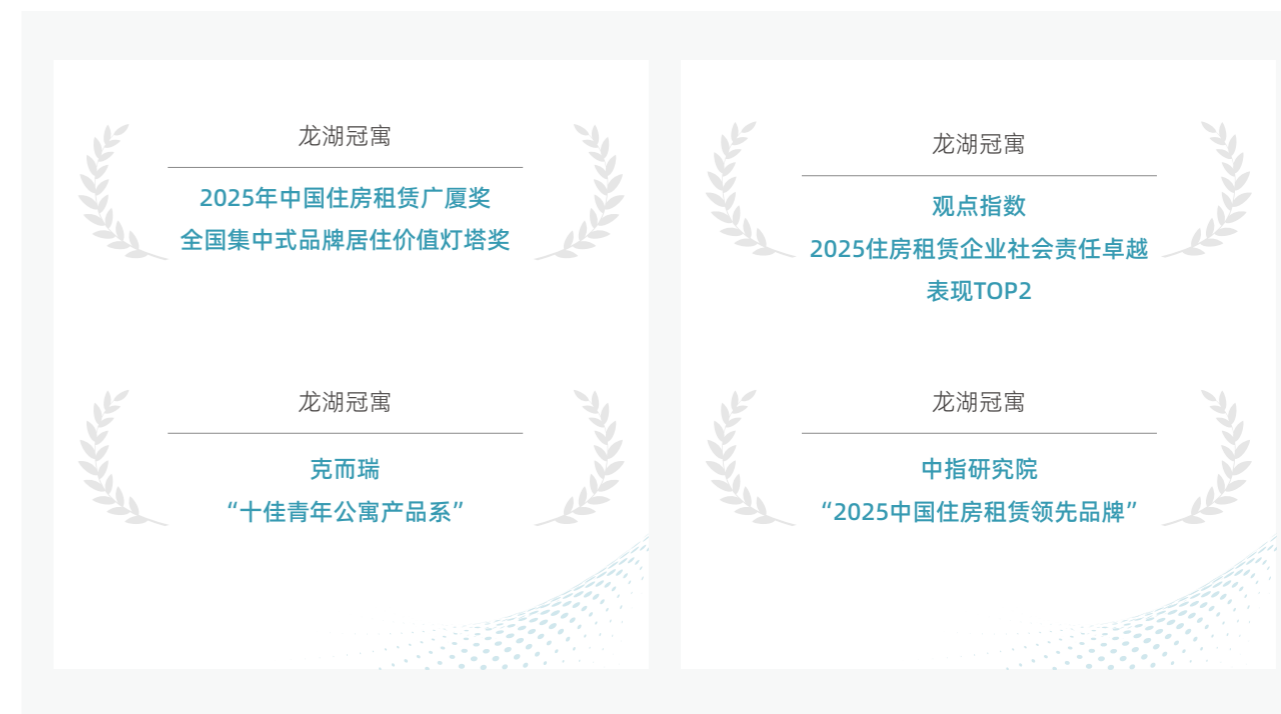 龙湖冠寓
2025年中国住房租赁广厦奖
全国集中式品牌居住价值灯塔奖
龙湖冠寓
观点指数
2025住房租赁企业社会责任卓越
表现TOP2
龙湖冠寓
克而瑞
“十佳青年公寓产品系”
龙湖冠寓
中指研究院
“2025中国住房租赁领先品牌”